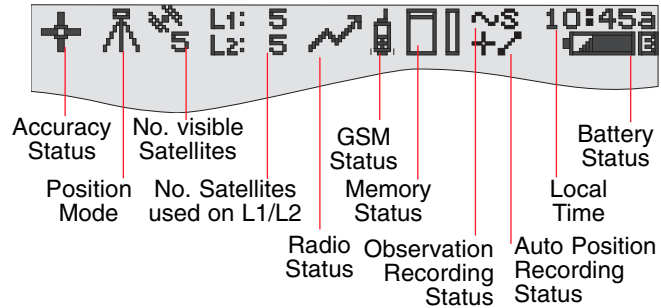 L1: 5
L2: 5
5
~S
10:45a
Accuracy
Status
No. visible
Satellites
GSM
Status
Battery
Status
Position
Mode
No. Satellites
used on L1/L2
Memory
Status
Local
Time
Radio
Status
Observation
Recording
Status
Auto Position
Recording
Status